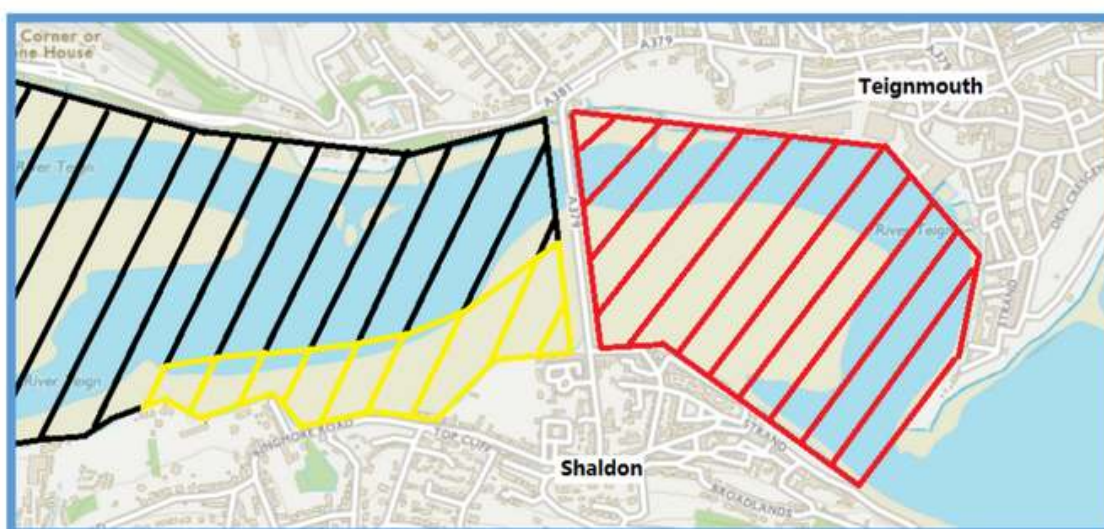 Corner or
ne House
A379
A381
A379
Teignmouth
River Teign
A379
River Teign
DEN CRESCENT
STRAND
River Teign
RINGMORE ROAD
TOP CLIFF
STRAND
Shaldon
BROADLANDS